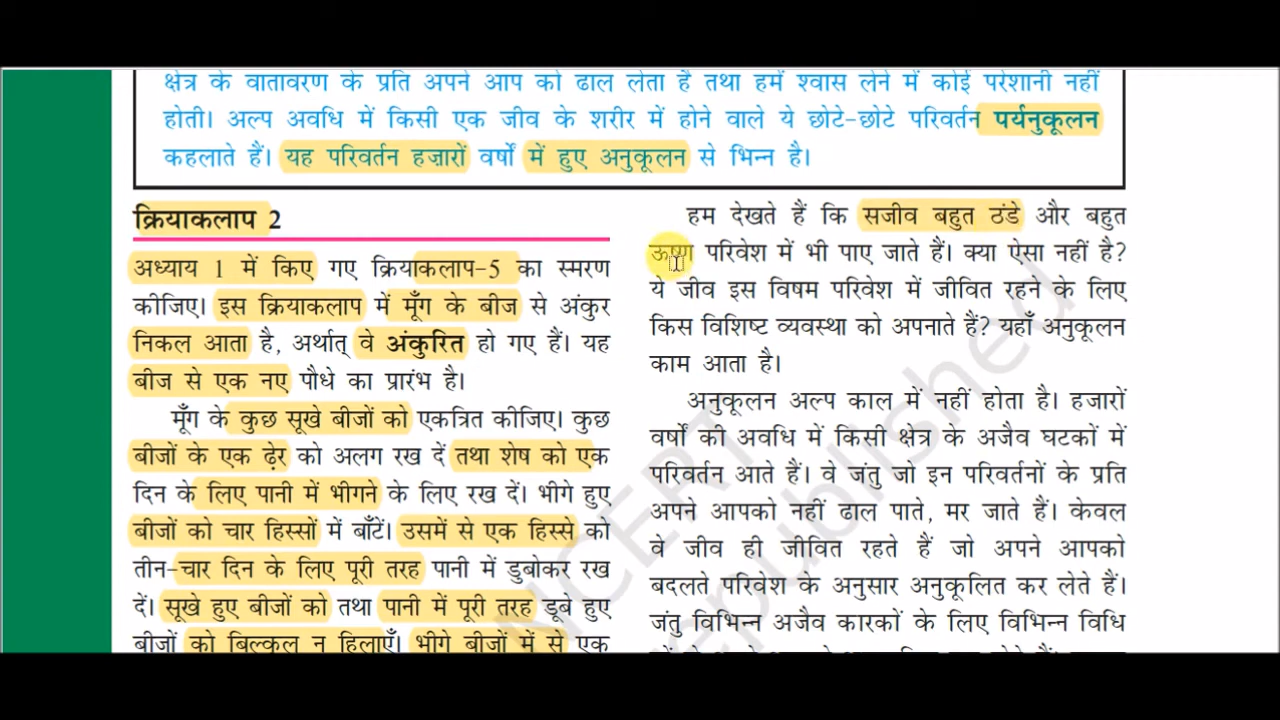 क्षेत्र के वातावरण के प्रति अपने आप को ढाल लेता है तथा हमें श्वास लेने में कोई परेशानी नहीं
होती। अल्प अवधि में किसी एक जीव के शरीर में होने वाले ये छोटे-छोटे परिवर्तन पर्यनुकूलन
कहलाते हैं। यह परिवर्तन हज़ारों वर्षों में हुए अनुकूलन से भिन्न है।
क्रियाकलाप 2
अध्याय 1 में किए गए क्रियाकलाप-5 का स्मरण
कीजिए। इस क्रियाकलाप में मूँग के बीज से अंकुर
निकल आता है, अर्थात् वे अंकुरित हो गए हैं। यह
बीज से एक नए पौधे का प्रारंभ है।
मूँग के कुछ सूखे बीजों को एकत्रित कीजिए। कुछ
बीजों के एक ढ़ेर को अलग रख दें तथा शेष को एक
दिन के लिए पानी में भीगने के लिए रख दें। भीगे हुए
बीजों को चार हिस्सों में बाँटें। उसमें से एक हिस्से को
तीन-चार दिन के लिए पूरी तरह पानी में डुबोकर रख
दें। सूखे हुए बीजों को तथा पानी में पूरी तरह डूबे हुए
बीजों को बिल्कुल न हिलाएँ। भीगे बीजों में से एक
हम देखते हैं कि सजीव बहुत ठंडे और बहुत
ऊष्ण परिवेश में भी पाए जाते हैं। क्या ऐसा नहीं है?
ये जीव इस विषम परिवेश में जीवित रहने के लिए
किस विशिष्ट व्यवस्था को अपनाते हैं? यहाँ अनुकूलन
काम आता है।
अनुकूलन अल्प काल में नहीं होता है। हजारों
वर्षों की अवधि में किसी क्षेत्र के अजैव घटकों में
परिवर्तन आते हैं। वे जंतु जो इन परिवर्तनों के प्रति
अपने आपको नहीं ढाल पाते, मर जाते हैं। केवल
वे जीव ही जीवित रहते हैं जो अपने आपको
बदलते परिवेश के अनुसार अनुकूलित कर लेते हैं।
जंतु विभिन्न अजैव कारकों के लिए विभिन्न विधि
NCERT
republished